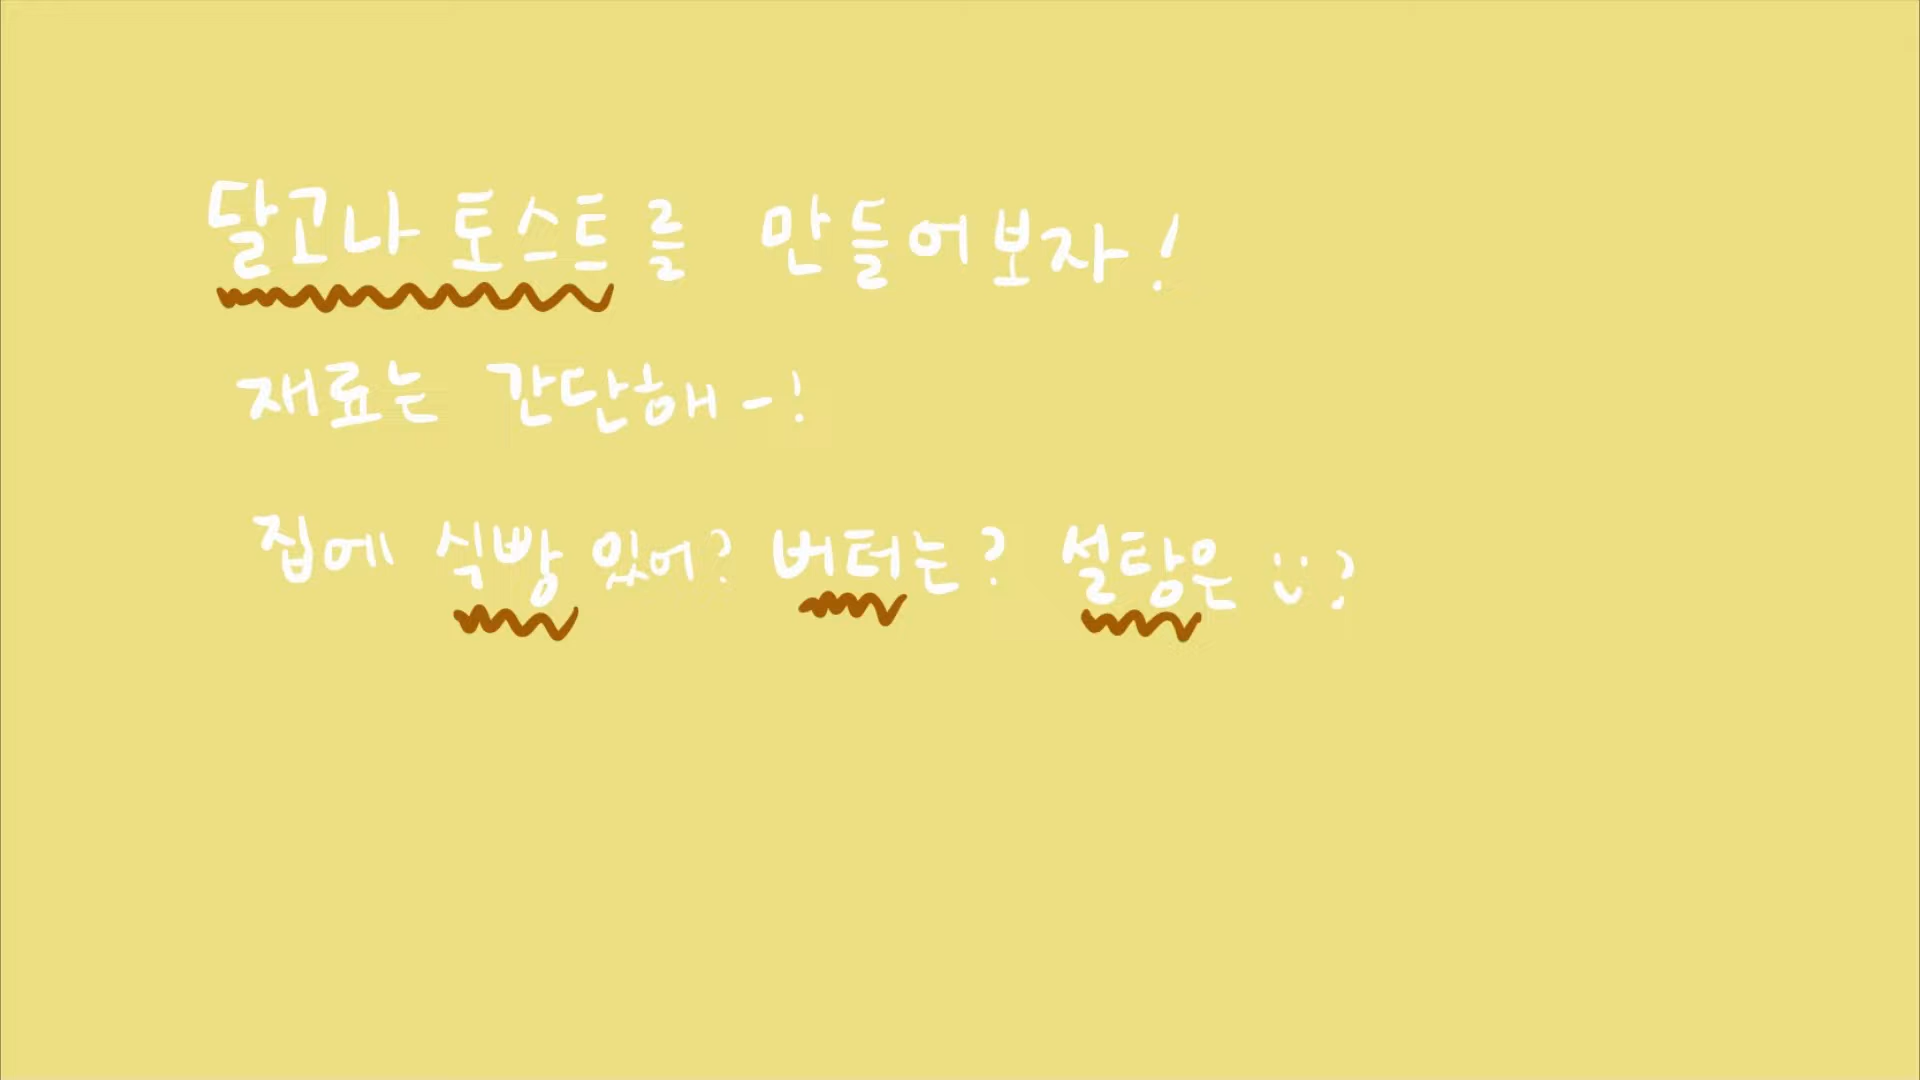 달고나 토스트를 만들어보자!
재료는 간단해-!
집에 식빵 있어? 버터는? 설탕은 :)?